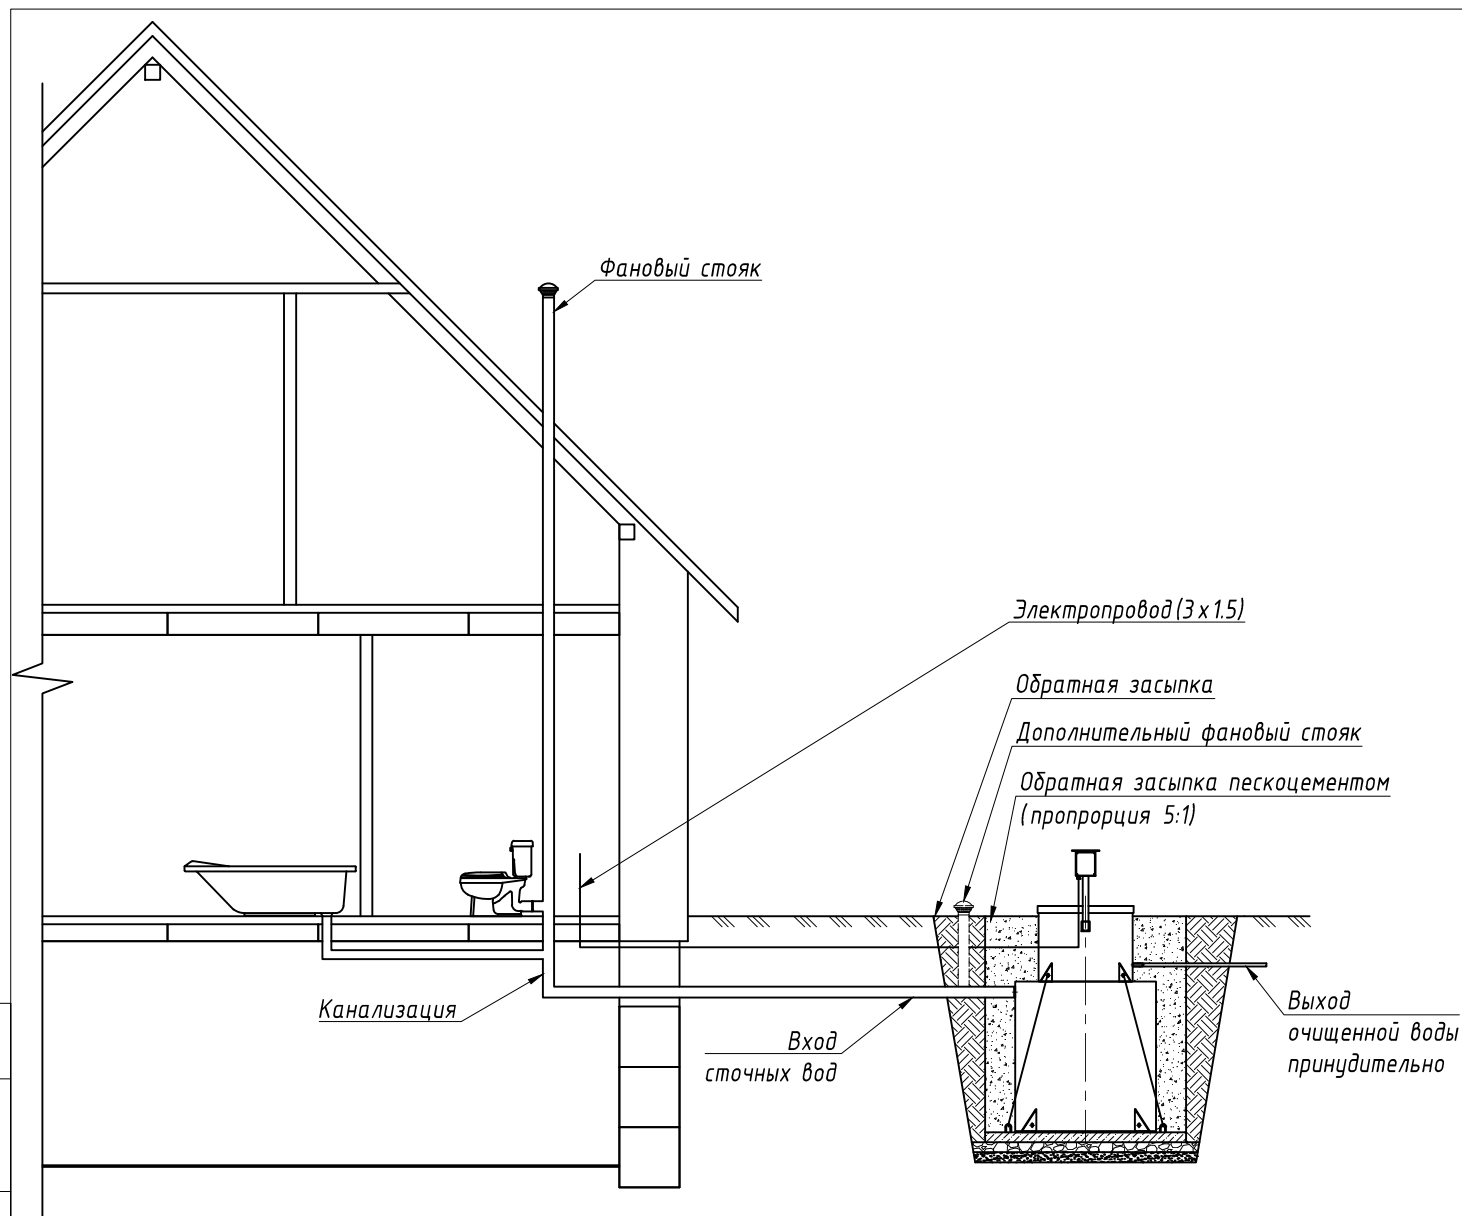 Фановый стояк
Электропровод (3 х 1.5)
Обратная засыпка
Дополнительный фановый стояк
Обратная засыпка пескоцементом
(пропрорция 5:1)
Канализация
Вход
сточных вод
Выход
очищенной воды
принудительно